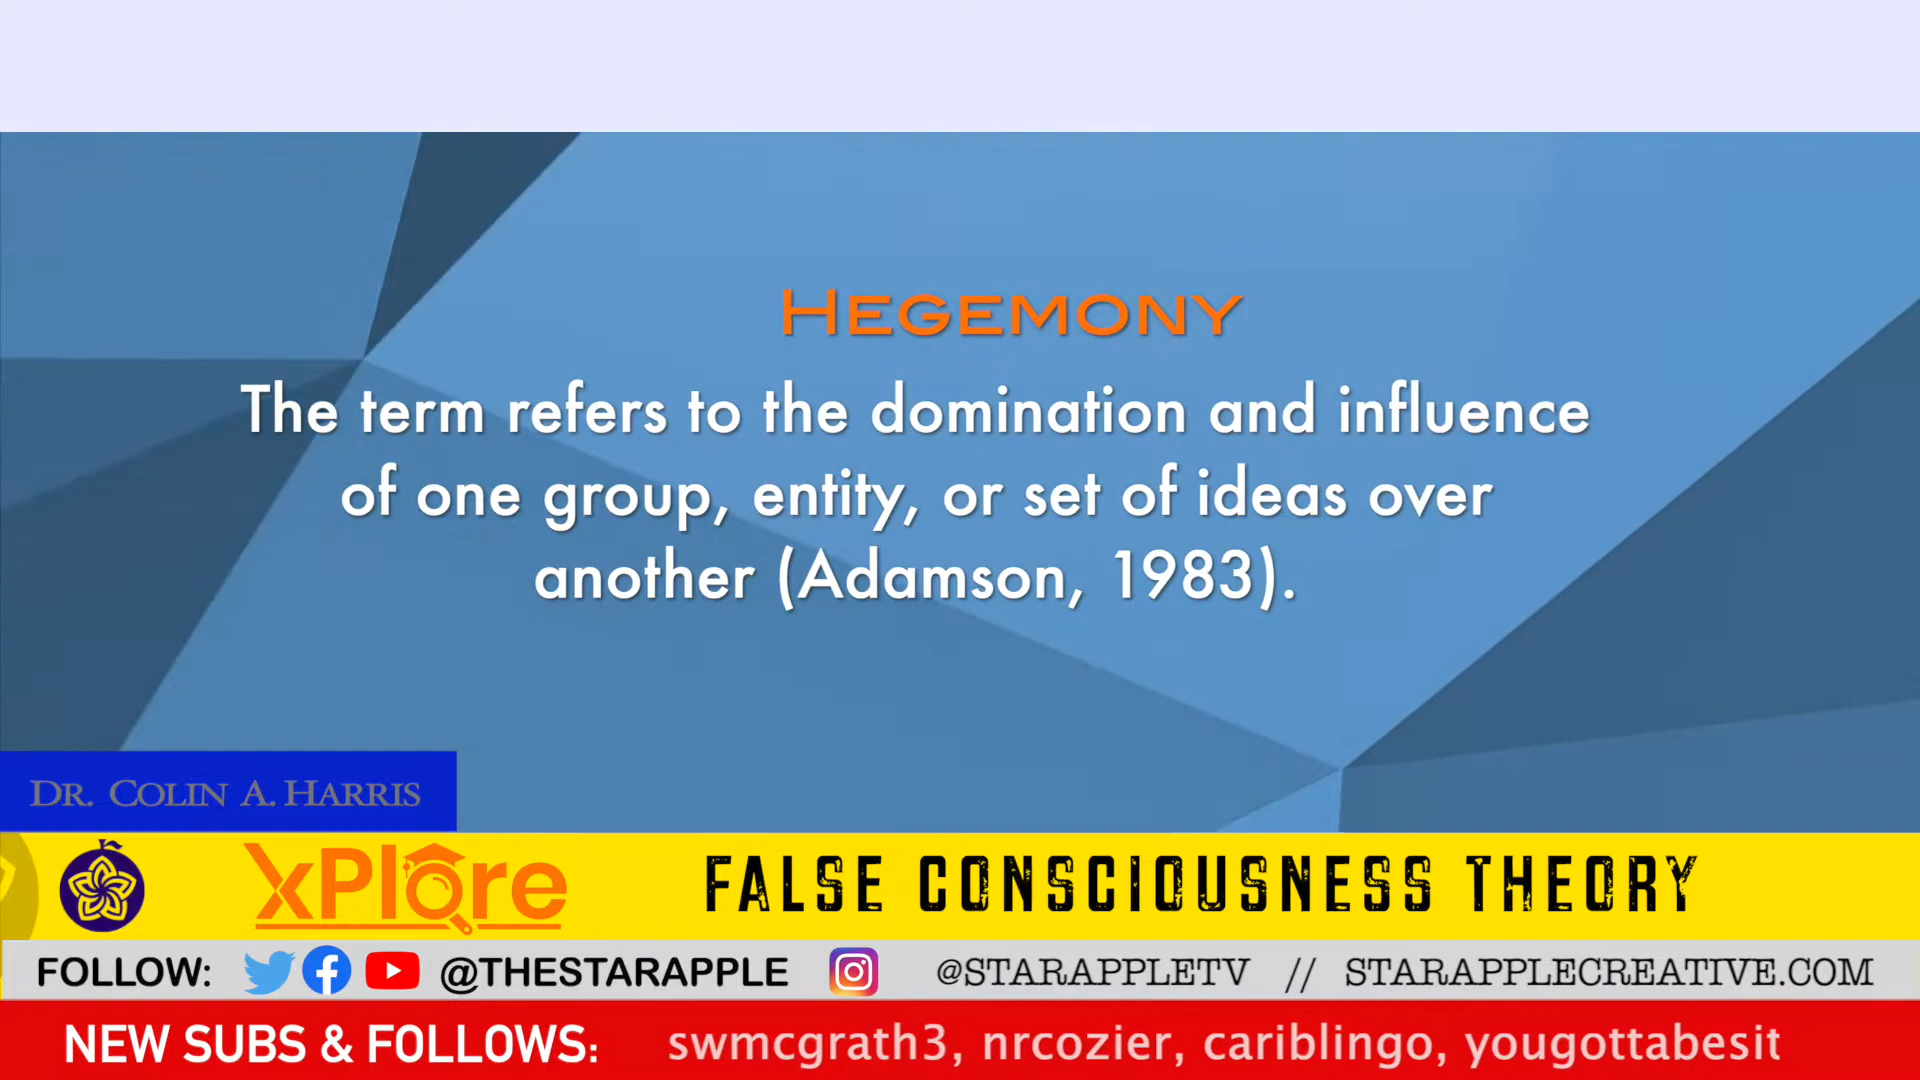 HEGEMONY
The term refers to the domination and influence
of one group, entity, or set of ideas over
another (Adamson, 1983).
DR. COLIN A. HARRIS
xPlore FALSE CONSCIOUSNESS THEORY
FOLLOW: @THESTARAPPLE @STARAPPLETV // STARAPPLECREATIVE.COM
NEW SUBS & FOLLOWS: swmcgrath3, nrcozier, cariblingo, yougottabesit